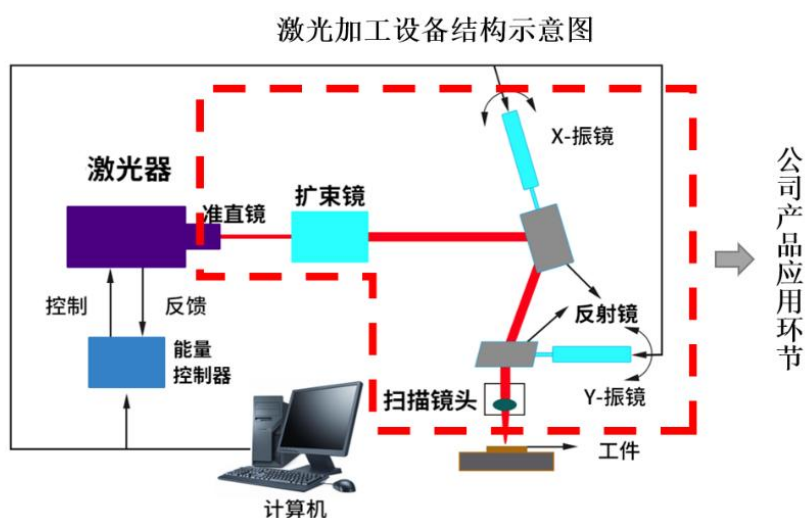 激光加工设备结构示意图
X-振镜
激光器
准直镜
扩束镜
控制
反馈
反射镜
能量
控制器
扫描镜头
Y-振镜
工件
计算机
公司产品应用环节